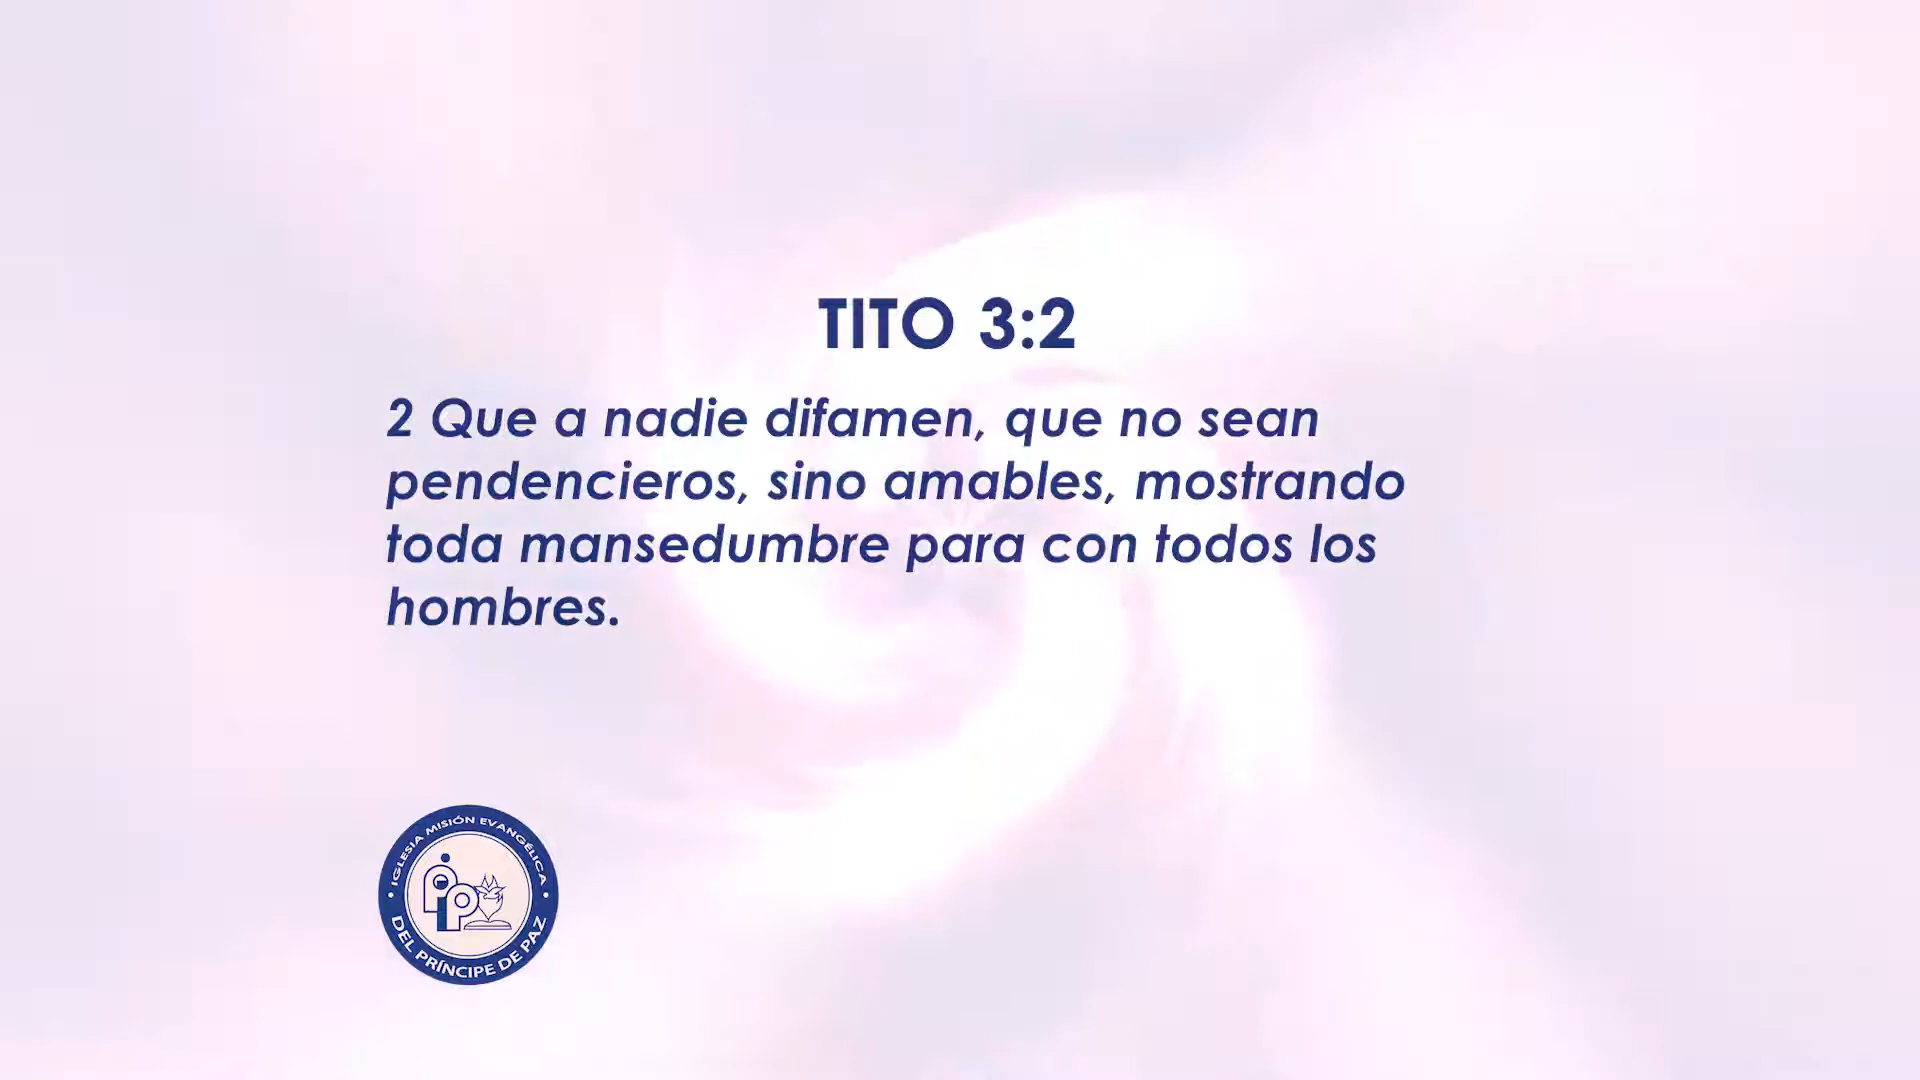 TITO 3:2
2 Que a nadie difamen, que no sean
pendencieros, sino amables, mostrando
toda mansedumbre para con todos los
hombres.
IGLESIA MISIÓN EVANGÉLICA
DEL PRÍNCIPE DE PAZ